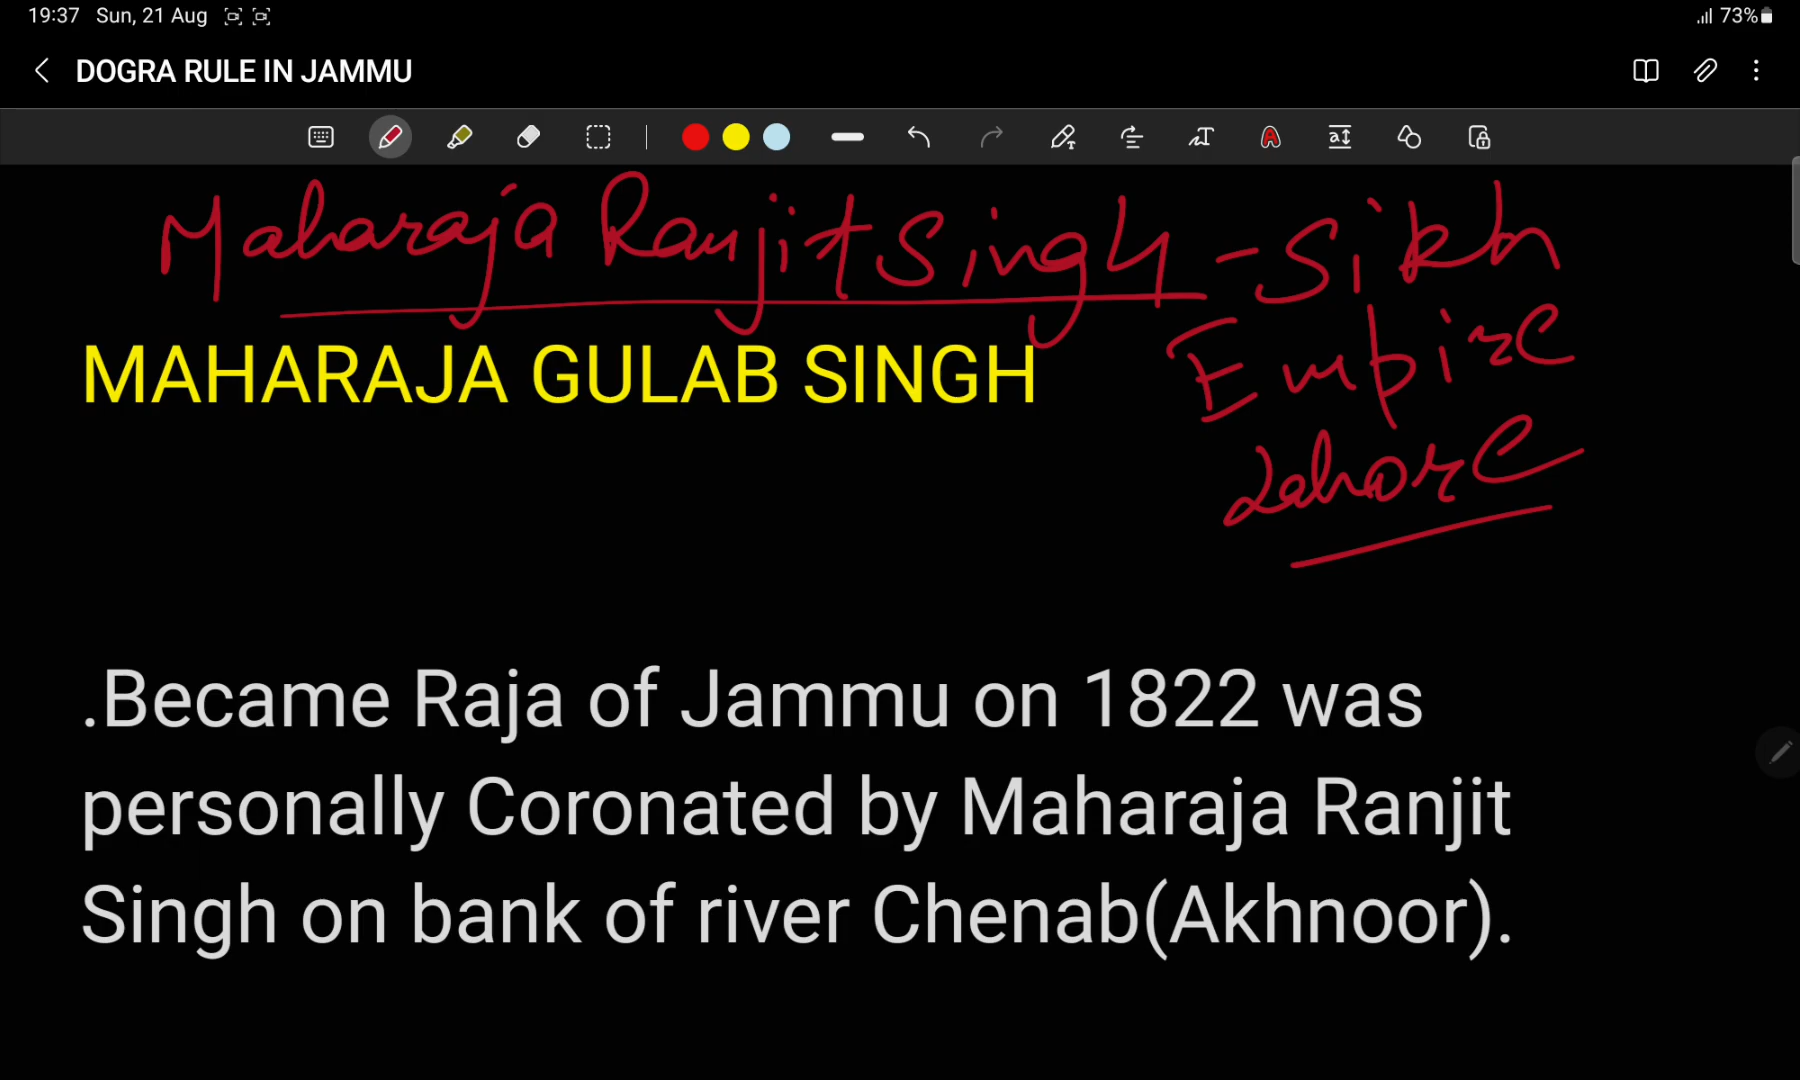 19:37 Sun, 21 Aug 73%
DOGRA RULE IN JAMMU
Maharaja Ranjit Singh - Sikh
Empire
Lahore
MAHARAJA GULAB SINGH
.Became Raja of Jammu on 1822 was
personally Coronated by Maharaja Ranjit
Singh on bank of river Chenab(Akhnoor).